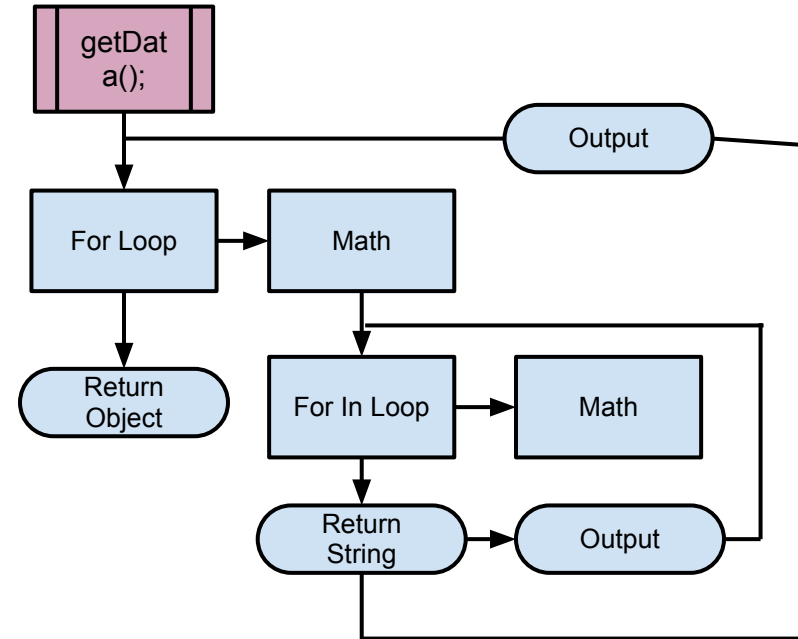 getDat
a();
Output
For Loop
Math
Return
Object
For In Loop
Math
Return
String
Output